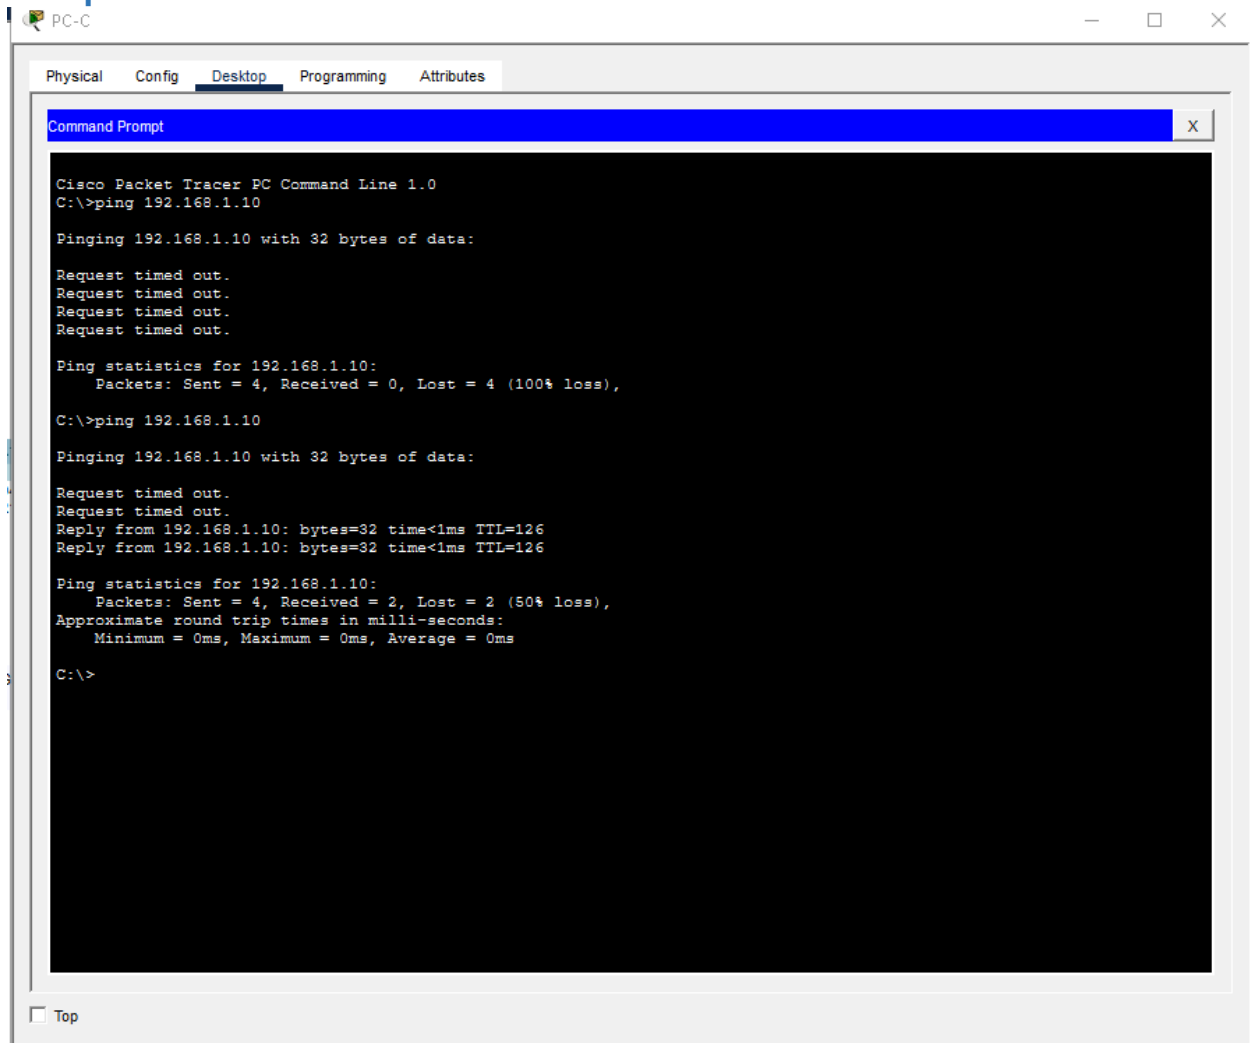 PC-C
Physical Config Desktop Programming Attributes
Command Prompt
X
Cisco Packet Tracer PC Command Line 1.0
C:\>ping 192.168.1.10
Pinging 192.168.1.10 with 32 bytes of data:
Request timed out.
Request timed out.
Request timed out.
Request timed out.
Ping statistics for 192.168.1.10:
Packets: Sent = 4, Received = 0, Lost = 4 (100% loss),
C:\>ping 192.168.1.10
Pinging 192.168.1.10 with 32 bytes of data:
Request timed out.
Request timed out.
Reply from 192.168.1.10: bytes=32 time<1ms TTL=126
Reply from 192.168.1.10: bytes=32 time<1ms TTL=126
Ping statistics for 192.168.1.10:
Packets: Sent = 4, Received = 2, Lost = 2 (50% loss),
Approximate round trip times in milli-seconds:
Minimum = 0ms, Maximum = 0ms, Average = 0ms
C:\>
Top